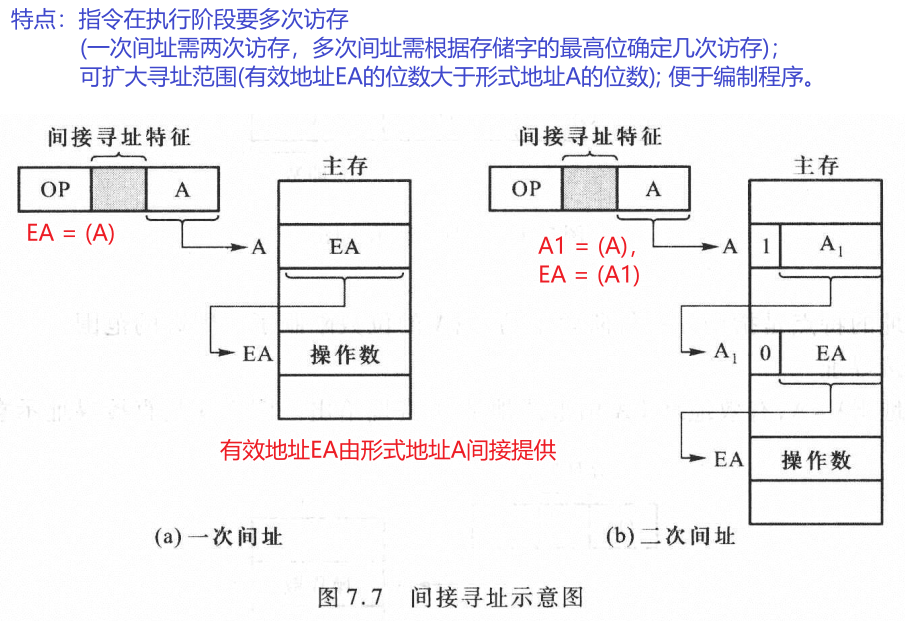 特点：指令在执行阶段要多次访存
(一次间址需两次访存，多次间址需根据存储字的最高位确定几次访存)；
可扩大寻址范围(有效地址EA的位数大于形式地址A的位数); 便于编制程序。
间接寻址特征
OP
A
主存
EA = (A)
A
EA
EA
操作数
间接寻址特征
OP
A
主存
A1 = (A),
EA = (A1)
A
1
A₁
A₁
0
EA
EA
操作数
有效地址EA由形式地址A间接提供
(a) 一次间址
(b) 二次间址
图 7.7 间接寻址示意图